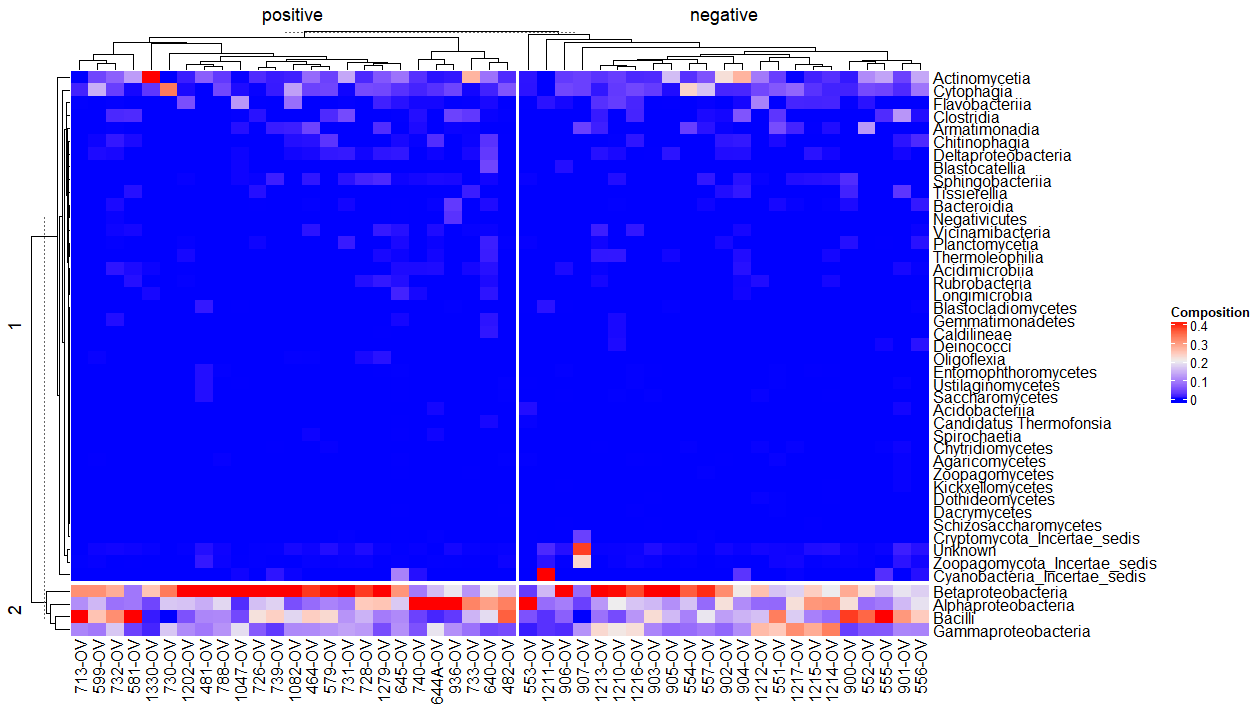 positive
negative
Actinomycetia
Cytophagia
Flavobacteriia
Clostridia
Armatimonadia
Chitinophagia
Deltaproteobacteria
Blastocatellia
Sphingobacteriia
Tissierellia
Bacteroidia
Negativicutes
Vicinamibacteria
Planctomycetia
Thermoleophilia
Acidimicrobiia
Rubrobacteria
Longimicrobia
Blastocladiomycetes
Gemmatimonadetes
Caldilineae
Deinococci
Oligoflexia
Entomophthoromycetes
Ustilaginomycetes
Saccharomycetes
Acidobacteriia
Candidatus Thermofonsia
Spirochaetia
Chytridiomycetes
Agaricomycetes
Zoopagomycetes
Kickxellomycetes
Dothideomycetes
Dacrymycetes
Schizosaccharomycetes
Cryptomycota_Incertae_sedis
Unknown
Zoopagomycota_Incertae_sedis
Cyanobacteria_Incertae_sedis
Betaproteobacteria
Alphaproteobacteria
Bacilli
Gammaproteobacteria
1
2
Composition
0.4
0.3
0.2
0.1
0
713-OV
599-OV
732-OV
581-OV
1330-OV
730-OV
1202-OV
481-OV
788-OV
1047-OV
726-OV
739-OV
1082-OV
464-OV
579-OV
731-OV
728-OV
1279-OV
645-OV
740-OV
644A-OV
936-OV
733-OV
640-OV
482-OV
553-OV
1211-OV
906-OV
907-OV
1213-OV
1210-OV
1216-OV
903-OV
905-OV
554-OV
557-OV
902-OV
904-OV
1212-OV
551-OV
1217-OV
1215-OV
1214-OV
900-OV
552-OV
555-OV
901-OV
556-OV